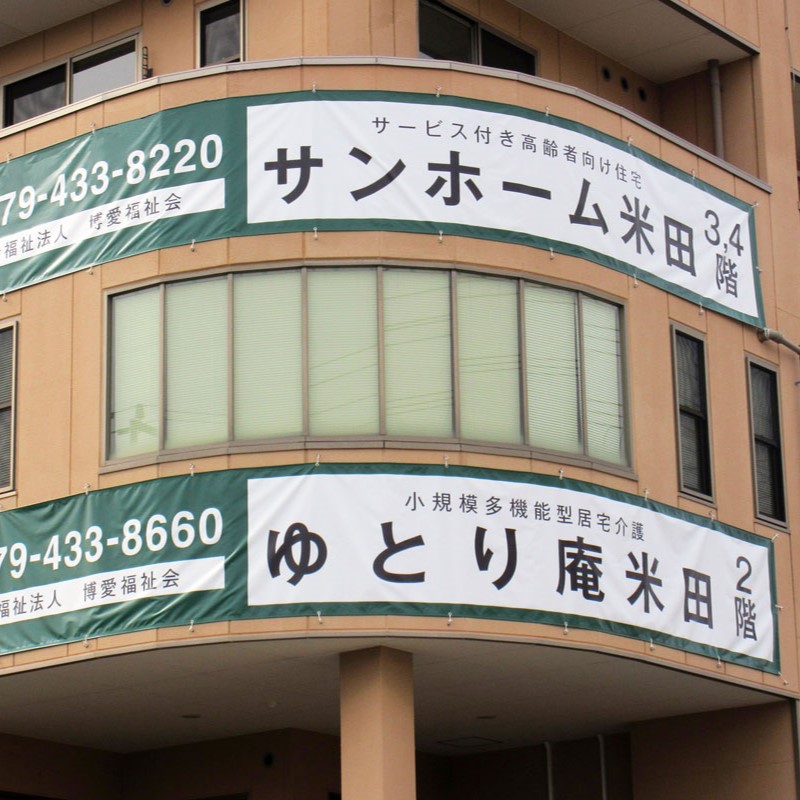 79-433-8220
福祉法人 博愛福祉会
サービス付き高齢者向け住宅
サンホーム米田
3,4
階
79-433-8660
福祉法人 博愛福祉会
小規模多機能型居宅介護
ゆとり庵米田
2
階